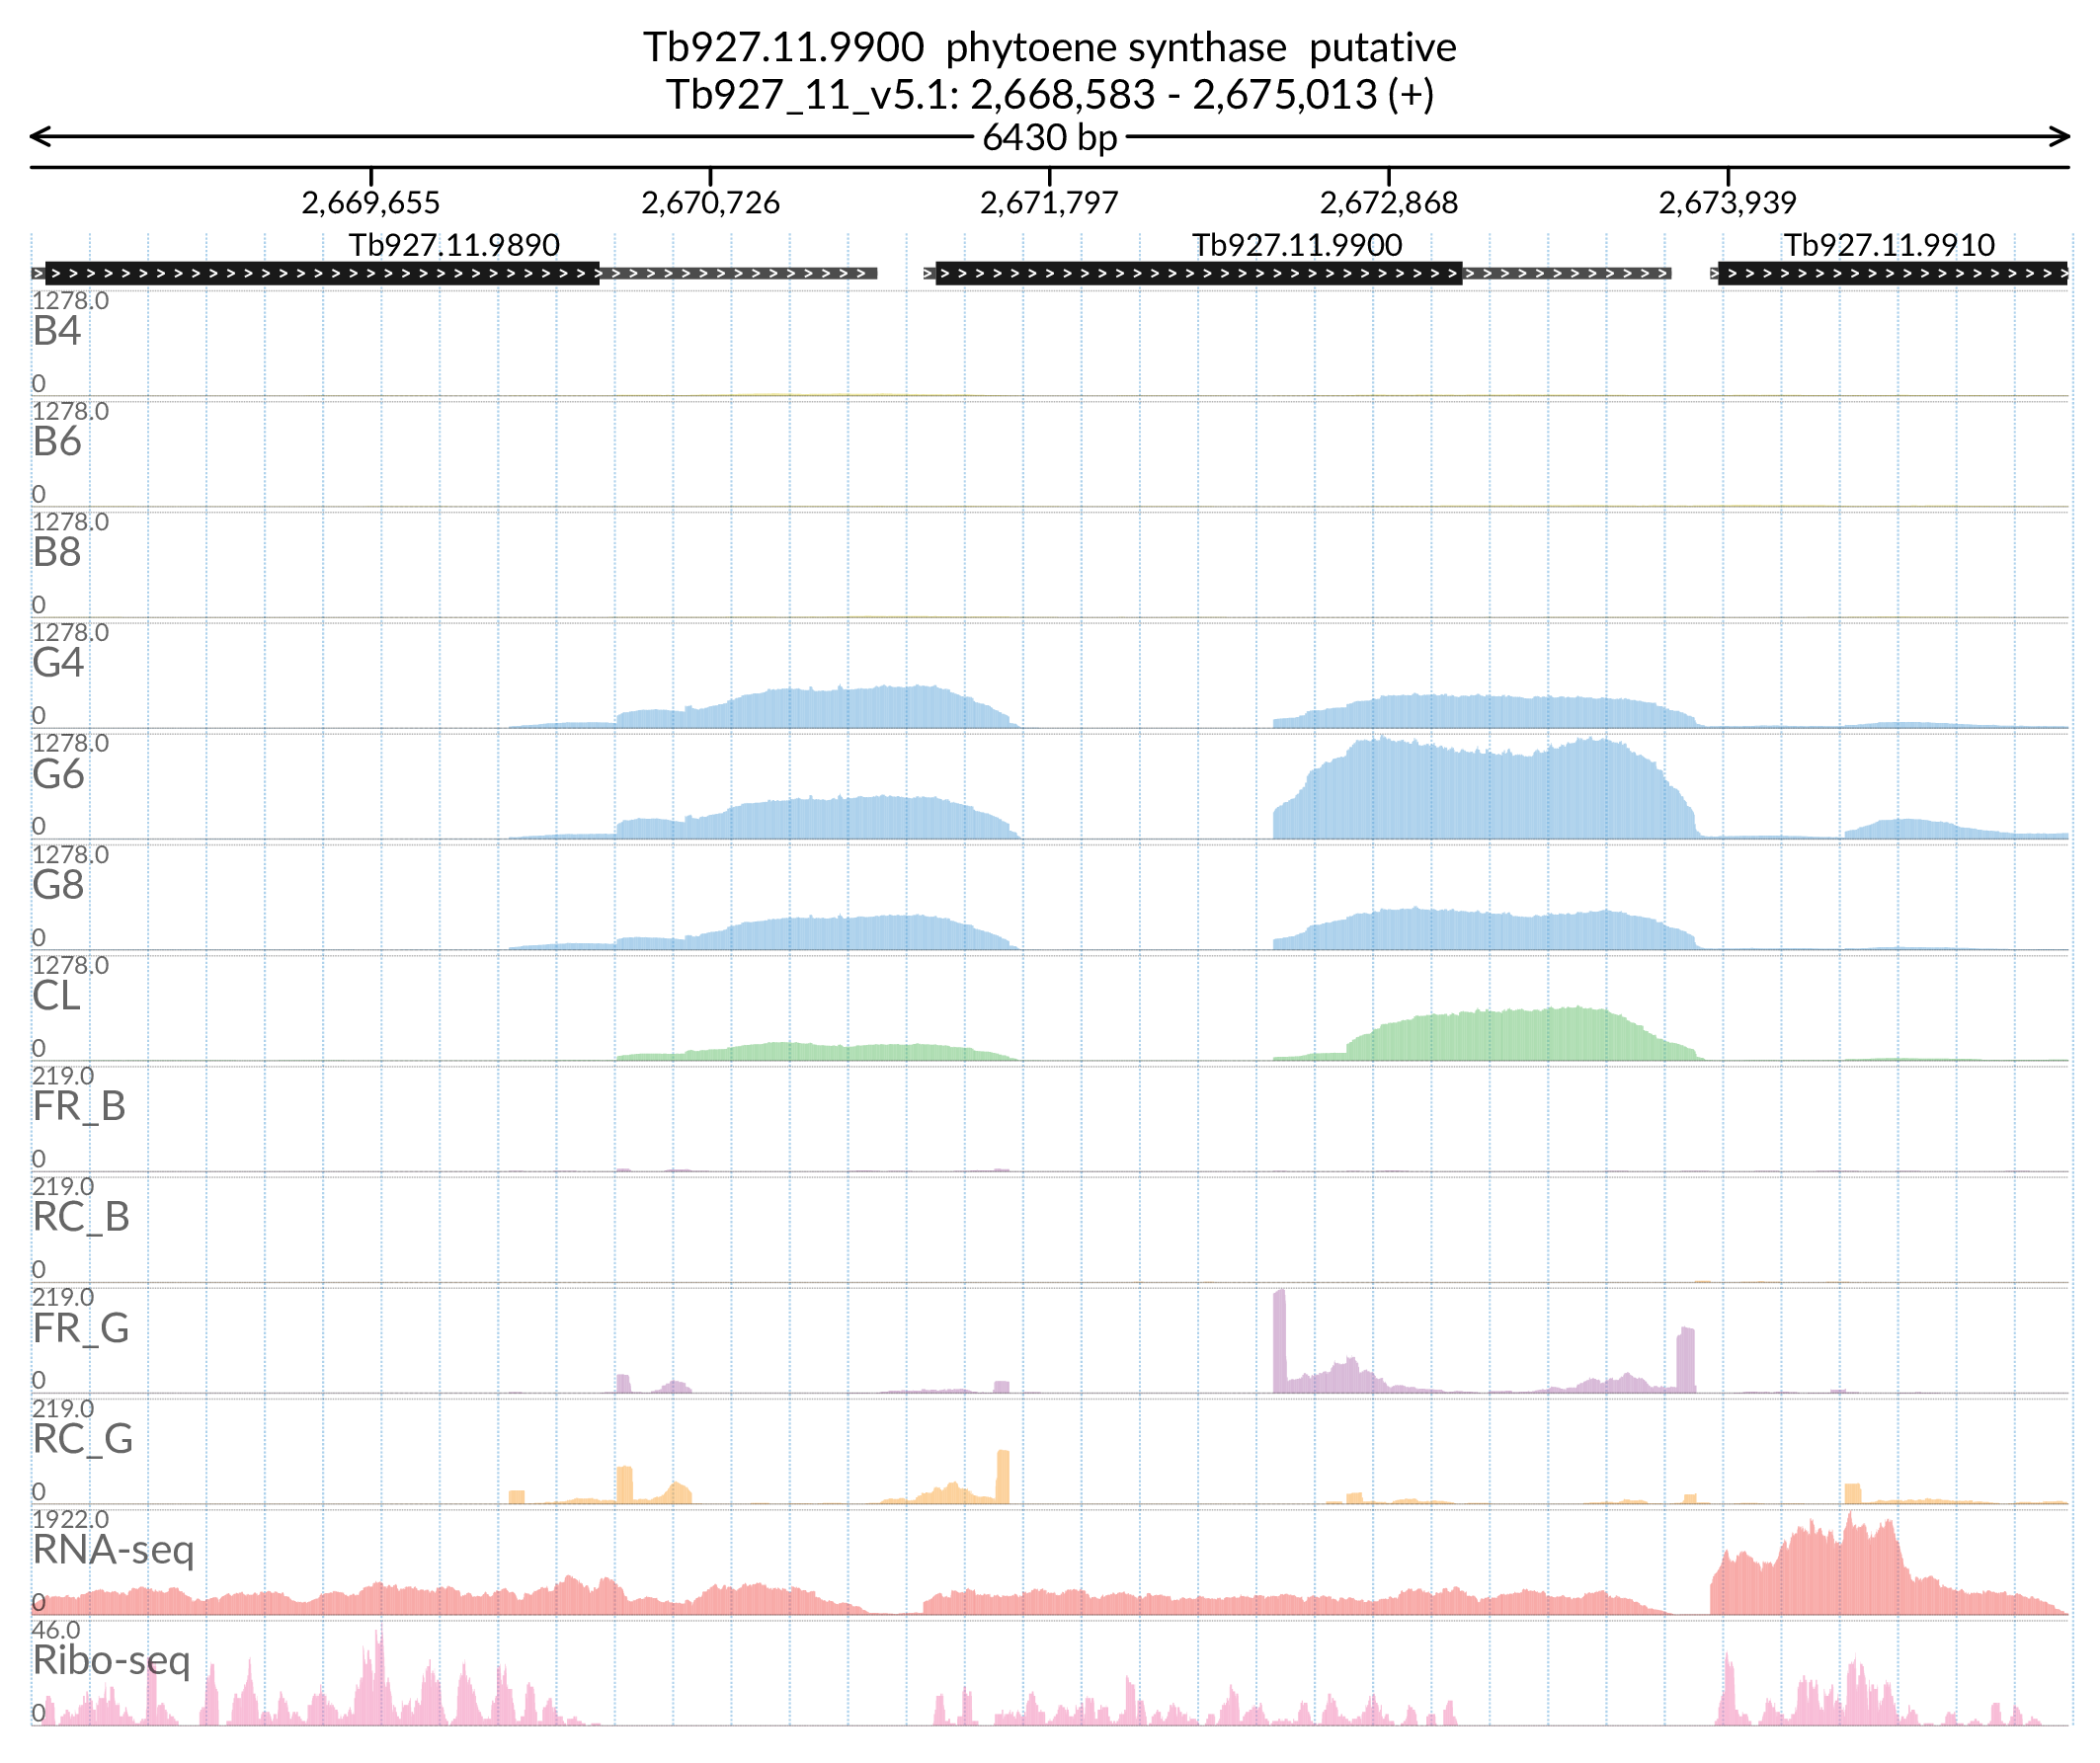 Tb927.11.9900  phytoene synthase  putative
Tb927_11_v5.1: 2,668,583 - 2,675,013 (+)
6430 bp
2,669,655 2,670,726 2,671,797 2,672,868 2,673,939
Tb927.11.9890 Tb927.11.9900 Tb927.11.9910
1278.0
B4
0
1278.0
B6
0
1278.0
B8
0
1278.0
G4
0
1278.0
G6
0
1278.0
G8
0
1278.0
CL
0
219.0
FR_B
0
219.0
RC_B
0
219.0
FR_G
0
219.0
RC_G
0
1922.0
RNA-seq
0
46.0
Ribo-seq
0